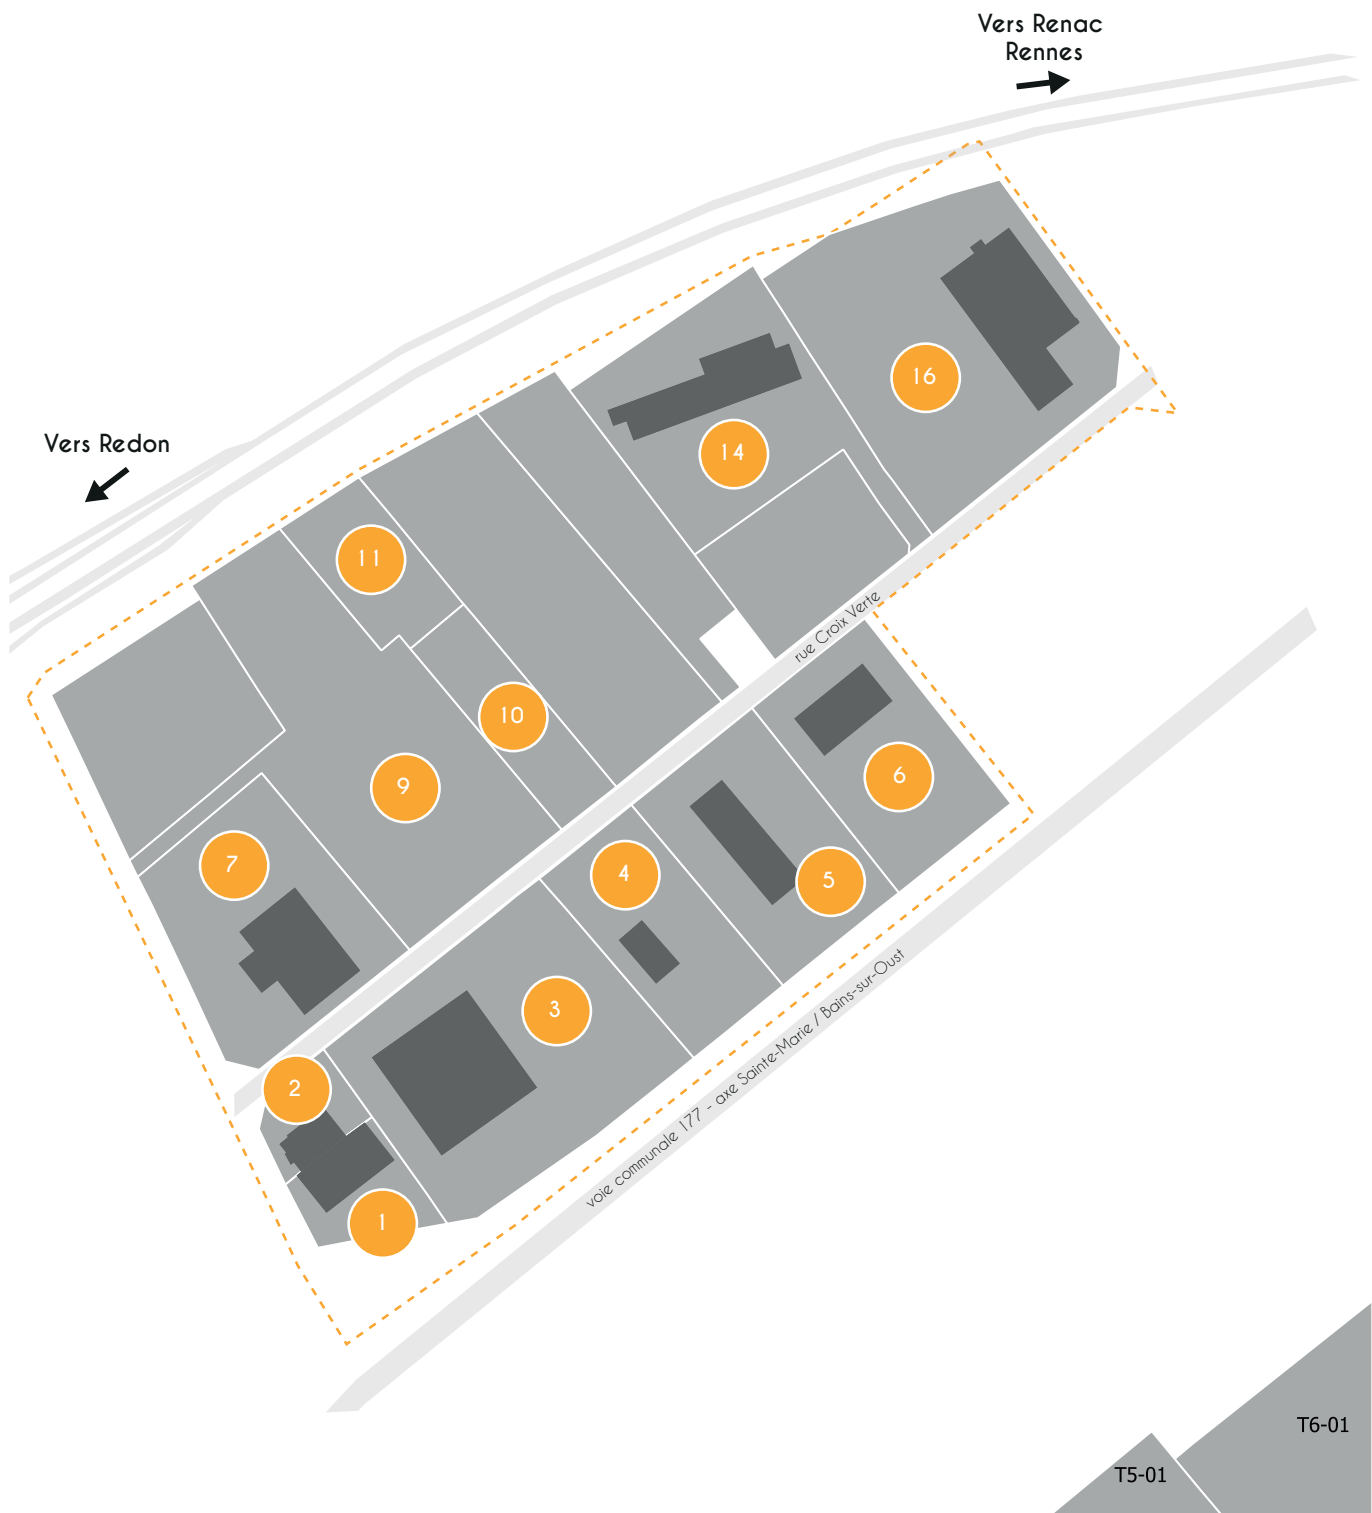 Vers Renac
Rennes
Vers Redon
16
14
11
10
9
7
rue Croix Verte
6
5
4
3
2
1
voie communale 177 - axe Sainte-Marie / Bains-sur-Oust
T6-01
T5-01